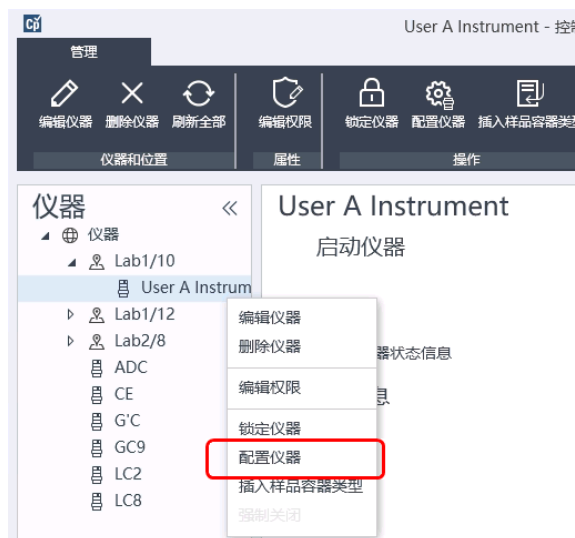 Cp
User A Instrument - 控制
管理
编辑仪器 删除仪器 刷新全部 编辑权限 锁定仪器 配置仪器 插入样品容器类型
仪器和位置 属性 操作
仪器 «
User A Instrument
仪器
启动仪器
Lab1/10
User A Instrum
Lab1/12
编辑仪器
Lab2/8
删除仪器
器状态信息
ADC
编辑权限
CE
息
G'C
锁定仪器
GC9
配置仪器
LC2
插入样品容器类型
LC8
强制关闭